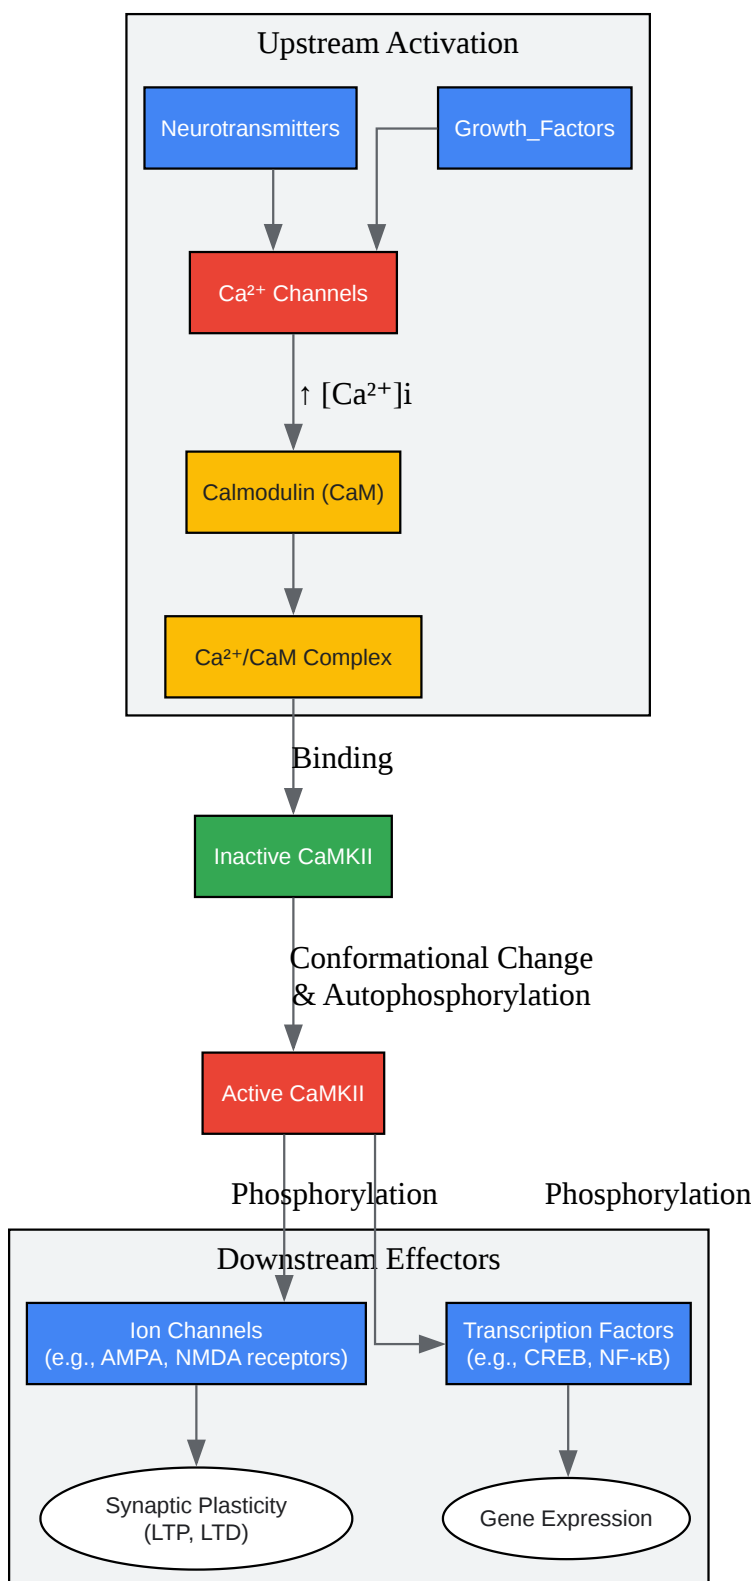 Upstream Activation
Neurotransmitters
Growth_Factors
Ca²⁺ Channels
↑ [Ca²⁺]i
Calmodulin (CaM)
Ca²⁺/CaM Complex
Binding
Inactive CaMKII
Conformational Change
& Autophosphorylation
Active CaMKII
Phosphorylation
Phosphorylation
Downstream Effectors
Ion Channels
(e.g., AMPA, NMDA receptors)
Transcription Factors
(e.g., CREB, NF-κB)
Synaptic Plasticity
(LTP, LTD)
Gene Expression